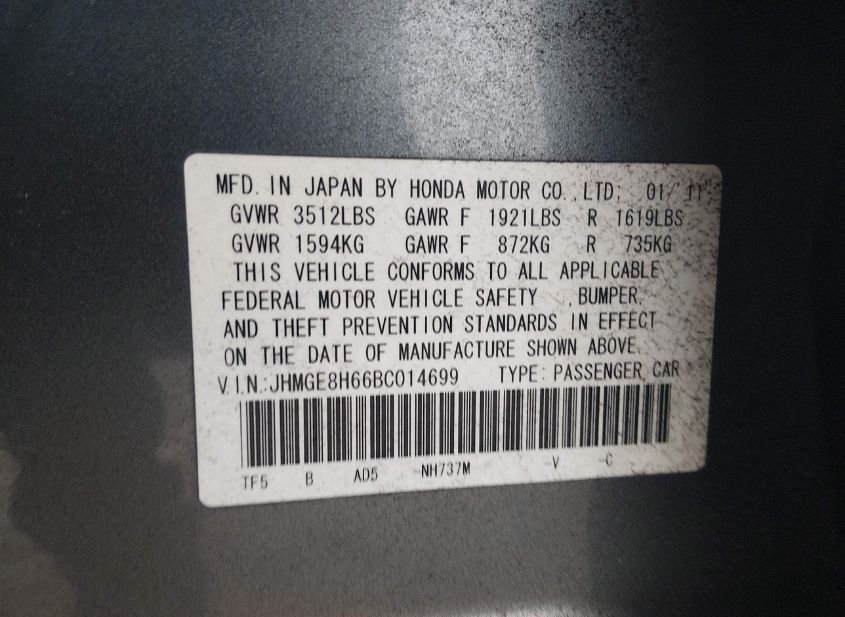 MFD. IN JAPAN BY HONDA MOTOR CO., LTD; 01/'11
GVWR 3512LBS GAWR F 1921LBS R 1619LBS
GVWR 1594KG GAWR F 872KG R 735KG
THIS VEHICLE CONFORMS TO ALL APPLICABLE
FEDERAL MOTOR VEHICLE SAFETY , BUMPER,
AND THEFT PREVENTION STANDARDS IN EFFECT
ON THE DATE OF MANUFACTURE SHOWN ABOVE.
V.I.N.:JHMGE8H66BC014699 TYPE: PASSENGER CAR
TF5 B AD5 NH737M -V C